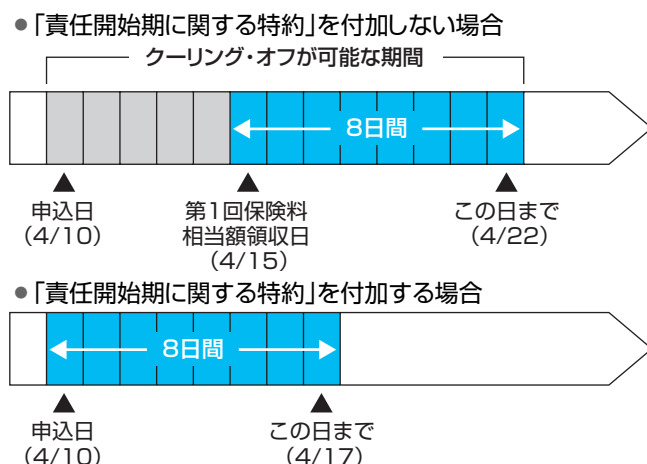 ●「責任開始期に関する特約」を付加しない場合
クーリング・オフが可能な期間
8日間
申込日
(4/10)
第1回保険料
相当額領収日
(4/15)
この日まで
(4/22)
●「責任開始期に関する特約」を付加する場合
8日間
申込日
(4/10)
この日まで
(4/17)